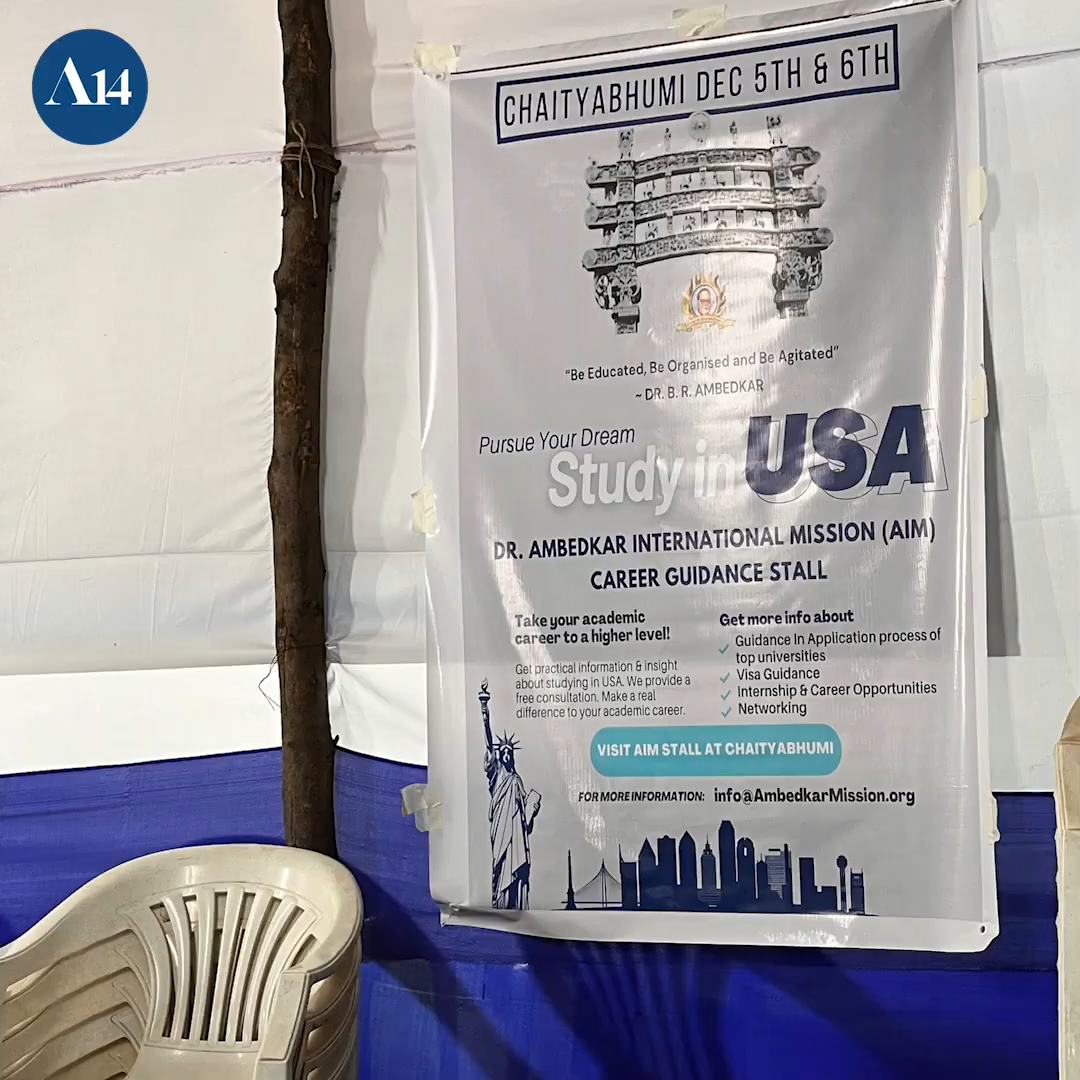 A14
CHAITYABHUMI DEC 5TH & 6TH
"Be Educated, Be Organised and Be Agitated"
~ DR. B. R. AMBEDKAR
Pursue Your Dream
Study in USA
DR. AMBEDKAR INTERNATIONAL MISSION (AIM)
CAREER GUIDANCE STALL
Take your academic
career to a higher level!
Get practical information & insight
about studying in USA. We provide a
free consultation. Make a real
difference to your academic career.
Get more info about
Guidance In Application process of
top universities
Visa Guidance
Internship & Career Opportunities
Networking
VISIT AIM STALL AT CHAITYABHUMI
FOR MORE INFORMATION: info@AmbedkarMission.org